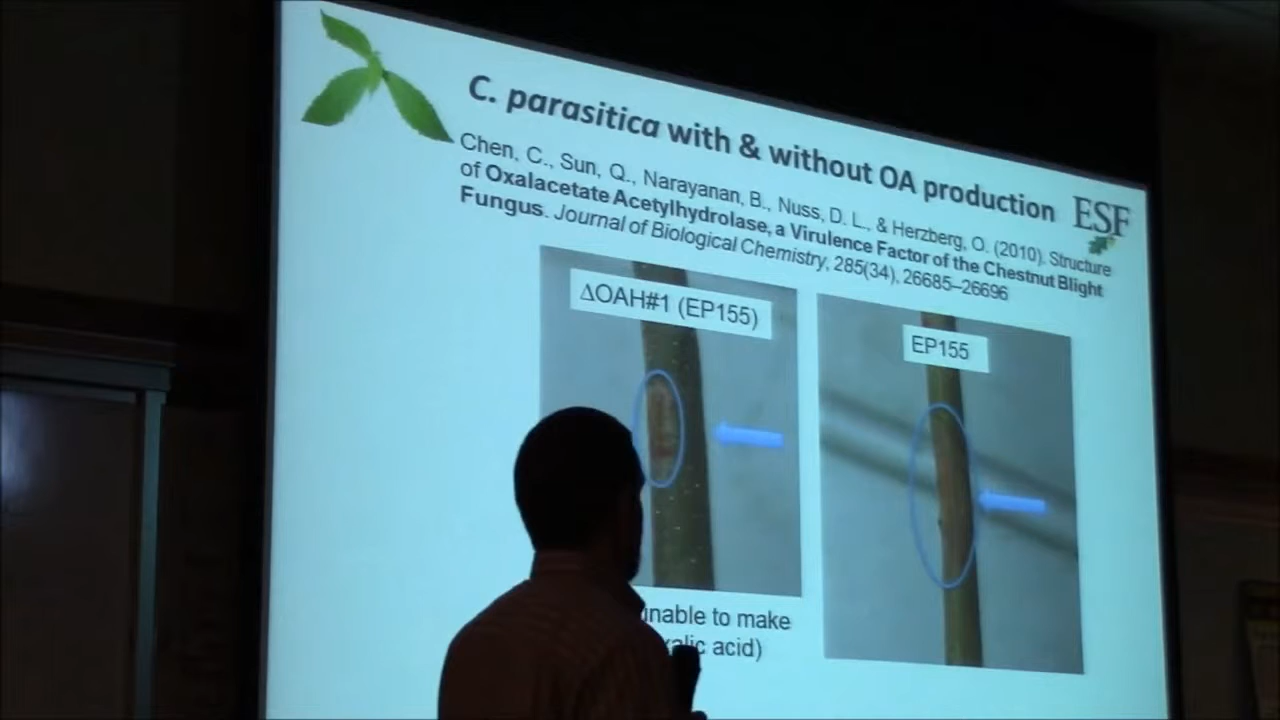 C. parasitica with & without OA production
Chen, C., Sun, Q., Narayanan, B., Nuss, D. L., & Herzberg, O. (2010). Structure
of Oxalacetate Acetylhydrolase, a Virulence Factor of the Chestnut Blight
Fungus. Journal of Biological Chemistry, 285(34), 26685–26696
ESF
ΔOAH#1 (EP155)
EP155
to make
acid)